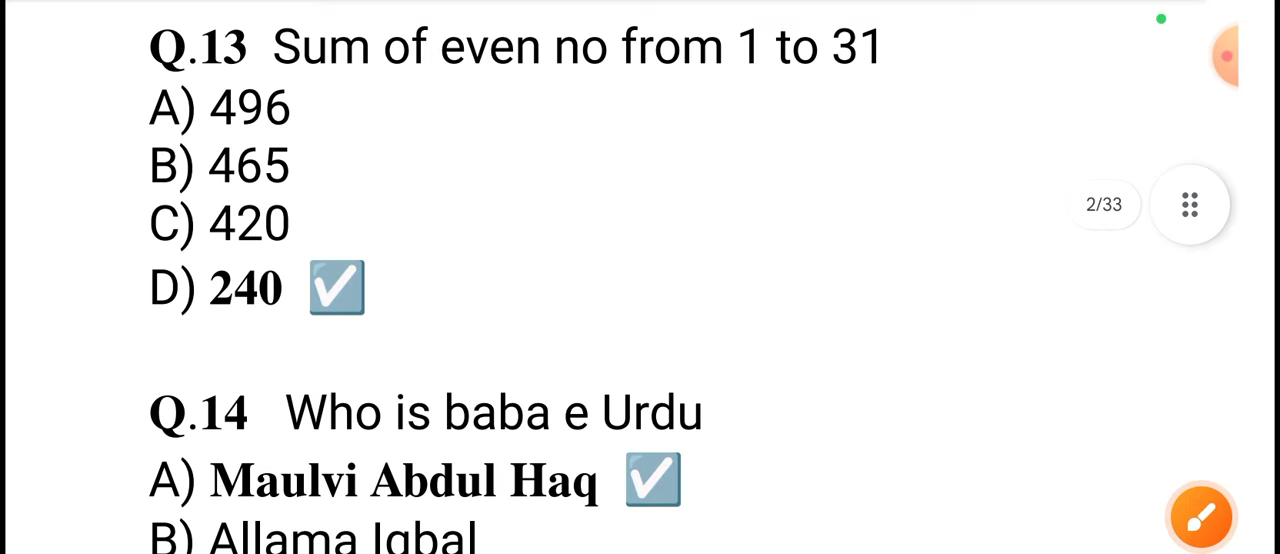 Q.13 Sum of even no from 1 to 31
A) 496
B) 465
C) 420
D) 240 ☑
2/33
Q.14 Who is baba e Urdu
A) Maulvi Abdul Haq ☑
B) Allama Iqbal